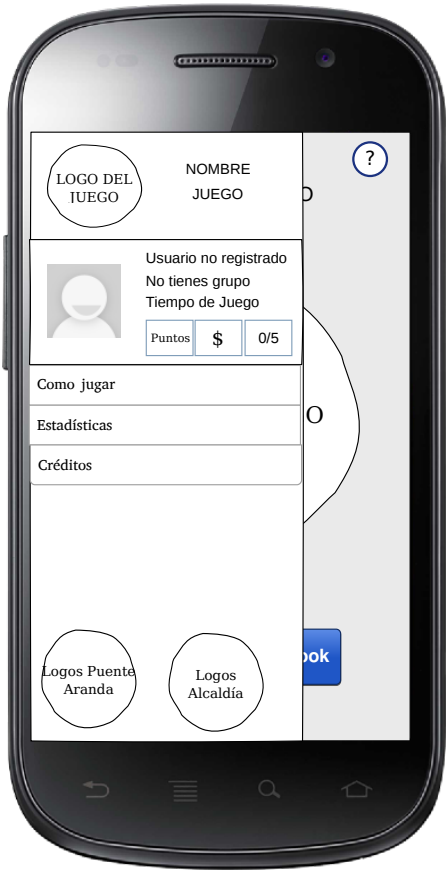 LOGO DEL
JUEGO
NOMBRE
JUEGO
?
O
Usuario no registrado
No tienes grupo
Tiempo de Juego
Puntos
$
0/5
Como jugar
Estadísticas
O
Créditos
ook
Logos Puente
Aranda
Logos
Alcaldía